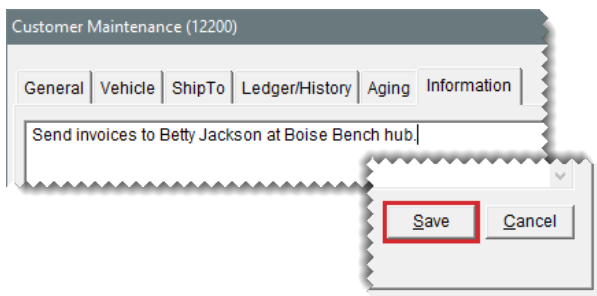 Customer Maintenance (12200)
General Vehicle ShipTo Ledger/History Aging Information
Send invoices to Betty Jackson at Boise Bench hub.
Save Cancel